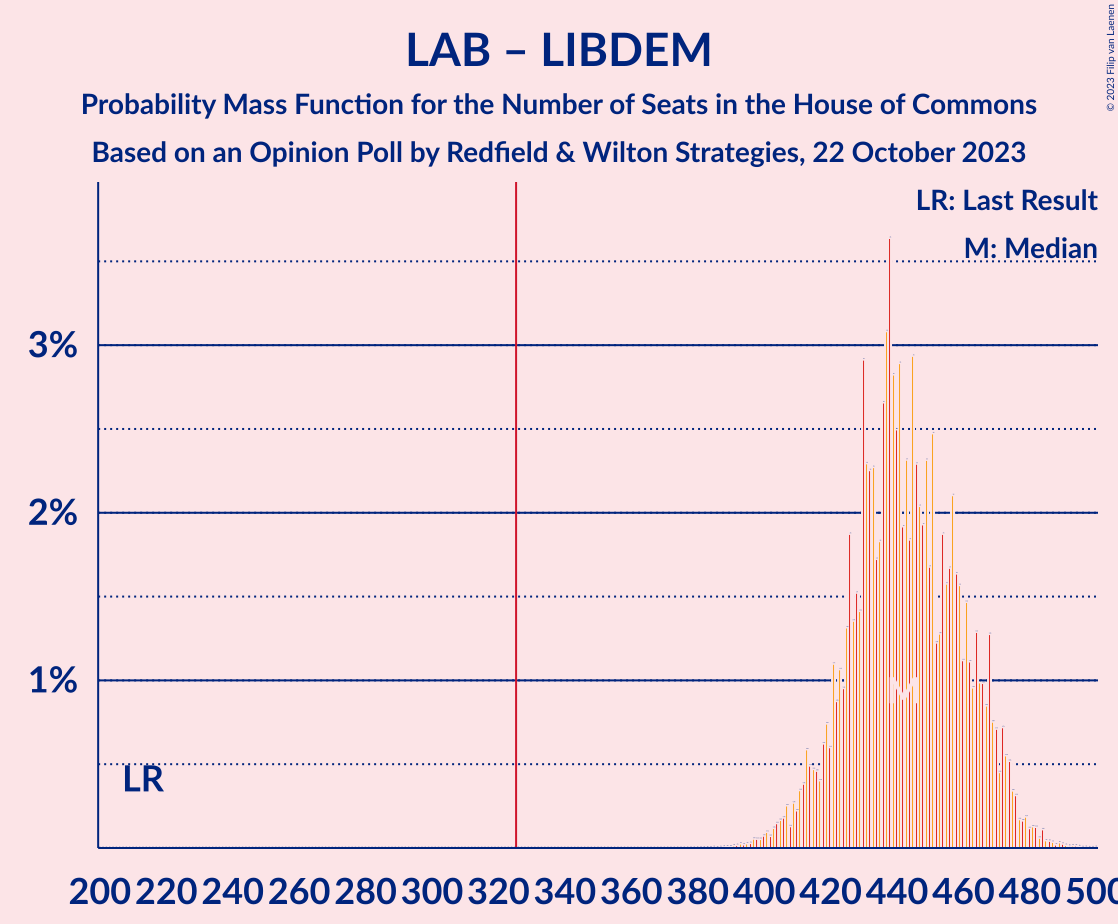 LAB – LIBDEM
Probability Mass Function for the Number of Seats in the House of Commons
Based on an Opinion Poll by Redfield & Wilton Strategies, 22 October 2023
© 2023 Filip van Laenen
LR: Last Result
M: Median
3%
2%
1%
LR
M
200 220 240 260 280 300 320 340 360 380 400 420 440 460 480 500